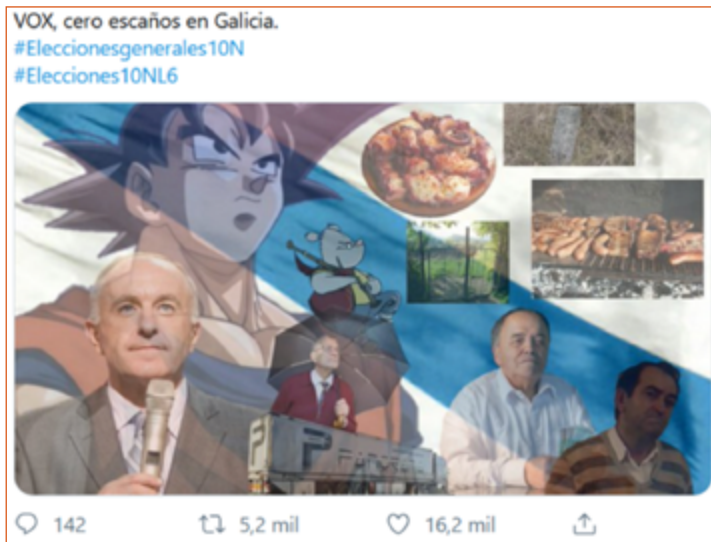 VOX, cero escaños en Galicia.
#Eleccionesgenerales10N
#Elecciones10NL6
142
5,2 mil
16,2 mil